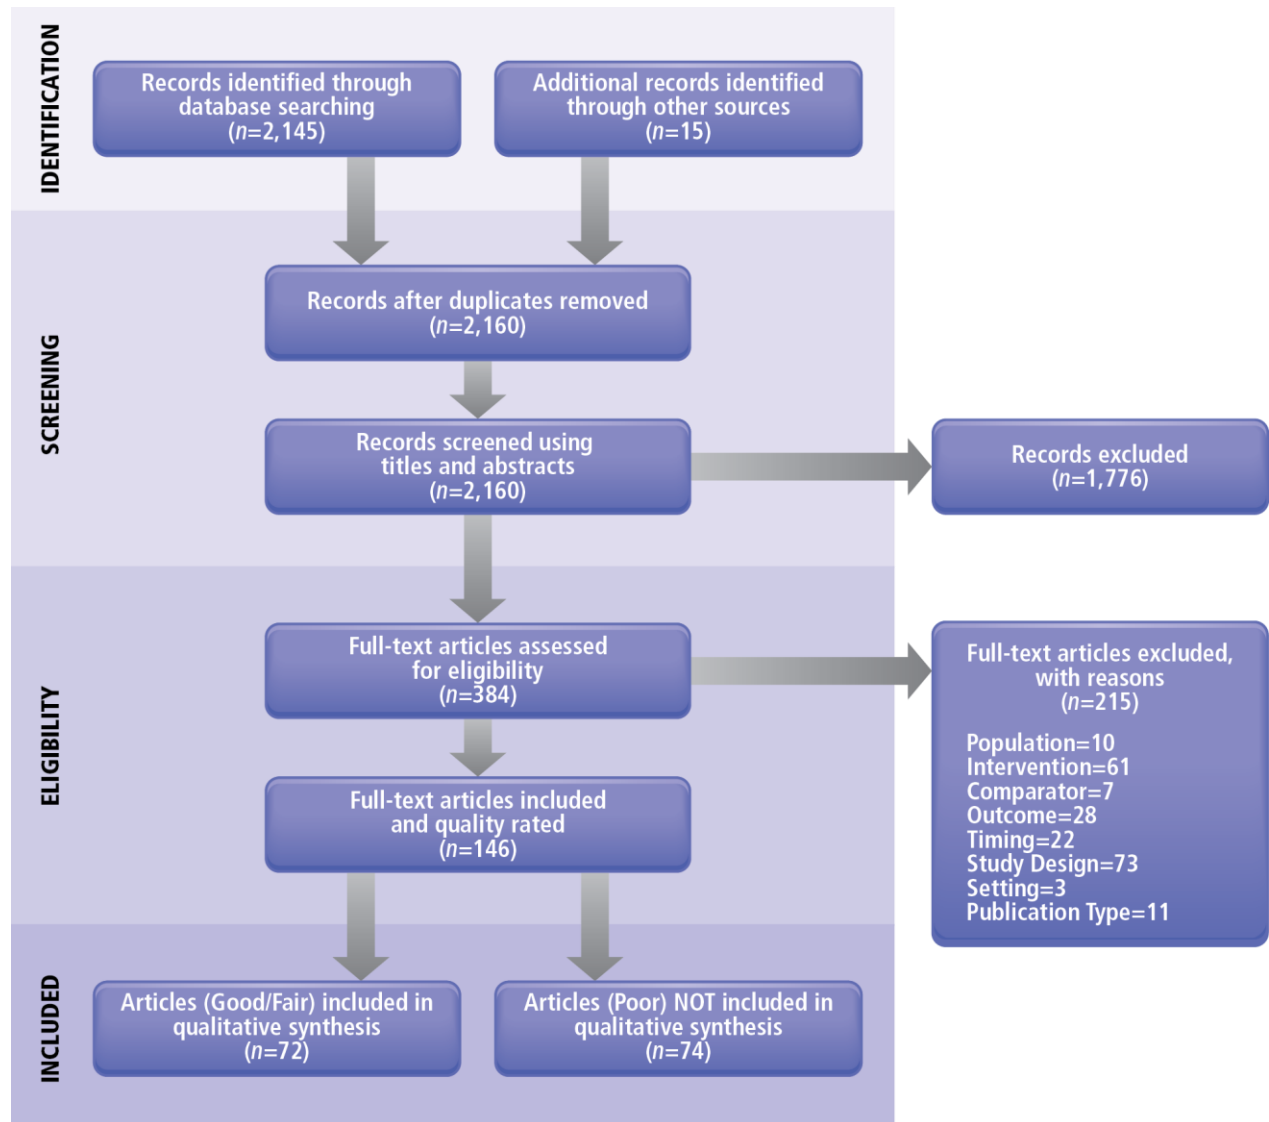 IDENTIFICATION
Records identified through
database searching
(n=2,145)
Additional records identified
through other sources
(n=15)
SCREENING
Records after duplicates removed
(n=2,160)
Records screened using
titles and abstracts
(n=2,160)
Records excluded
(n=1,776)
ELIGIBILITY
Full-text articles assessed
for eligibility
(n=384)
Full-text articles excluded,
with reasons
(n=215)
Population=10
Intervention=61
Comparator=7
Outcome=28
Timing=22
Study Design=73
Setting=3
Publication Type=11
Full-text articles included
and quality rated
(n=146)
INCLUDED
Articles (Good/Fair) included in
qualitative synthesis
(n=72)
Articles (Poor) NOT included in
qualitative synthesis
(n=74)